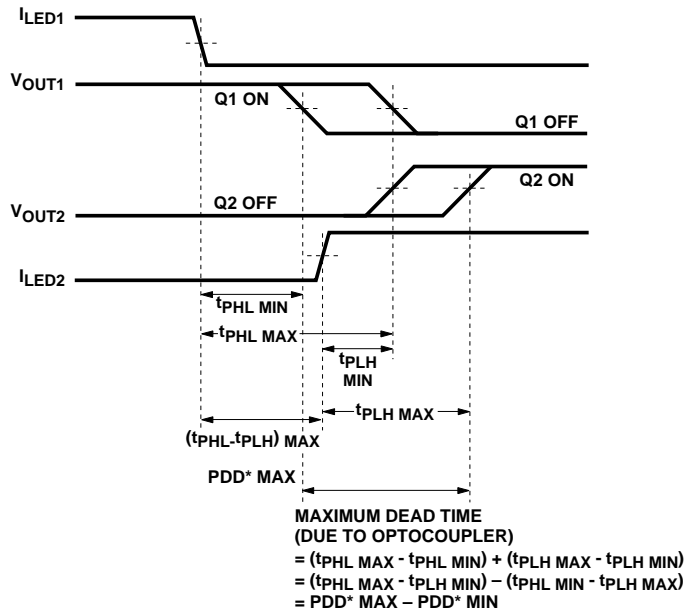 ILED1
VOUT1
Q1 ON
Q1 OFF
Q2 OFF
Q2 ON
VOUT2
ILED2
tPHL MIN
tPHL MAX
tPLH
MIN
tPLH MAX
(tPHL-tPLH) MAX
PDD* MAX
MAXIMUM DEAD TIME
(DUE TO OPTOCOUPLER)
= (tPHL MAX - tPHL MIN) + (tPLH MAX - tPLH MIN)
= (tPHL MAX - tPLH MIN) – (tPHL MIN - tPLH MAX)
= PDD* MAX – PDD* MIN